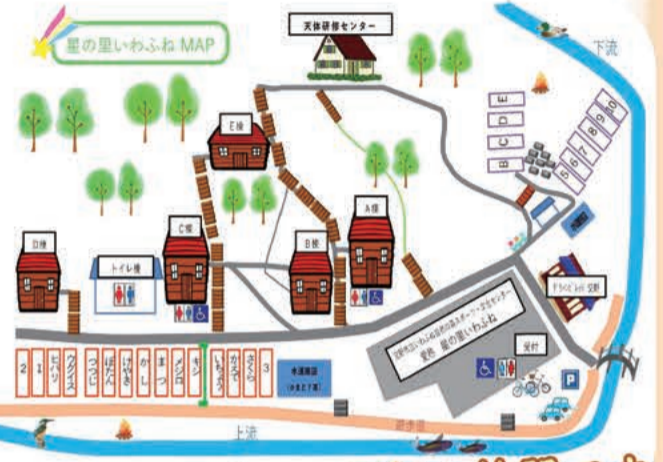 星の里いわふね MAP
天体研修センター
下流
E棟
E
D
C
B
10
9
8
7
6
5
A棟
C棟
B棟
D棟
トイレ棟
受付
P
2
1
ヒバリ
ウグイス
つつじ
ぼたん
けやき
かし
まつ
メジロ
キジ
いちょう
かえで
さくら
3
上流